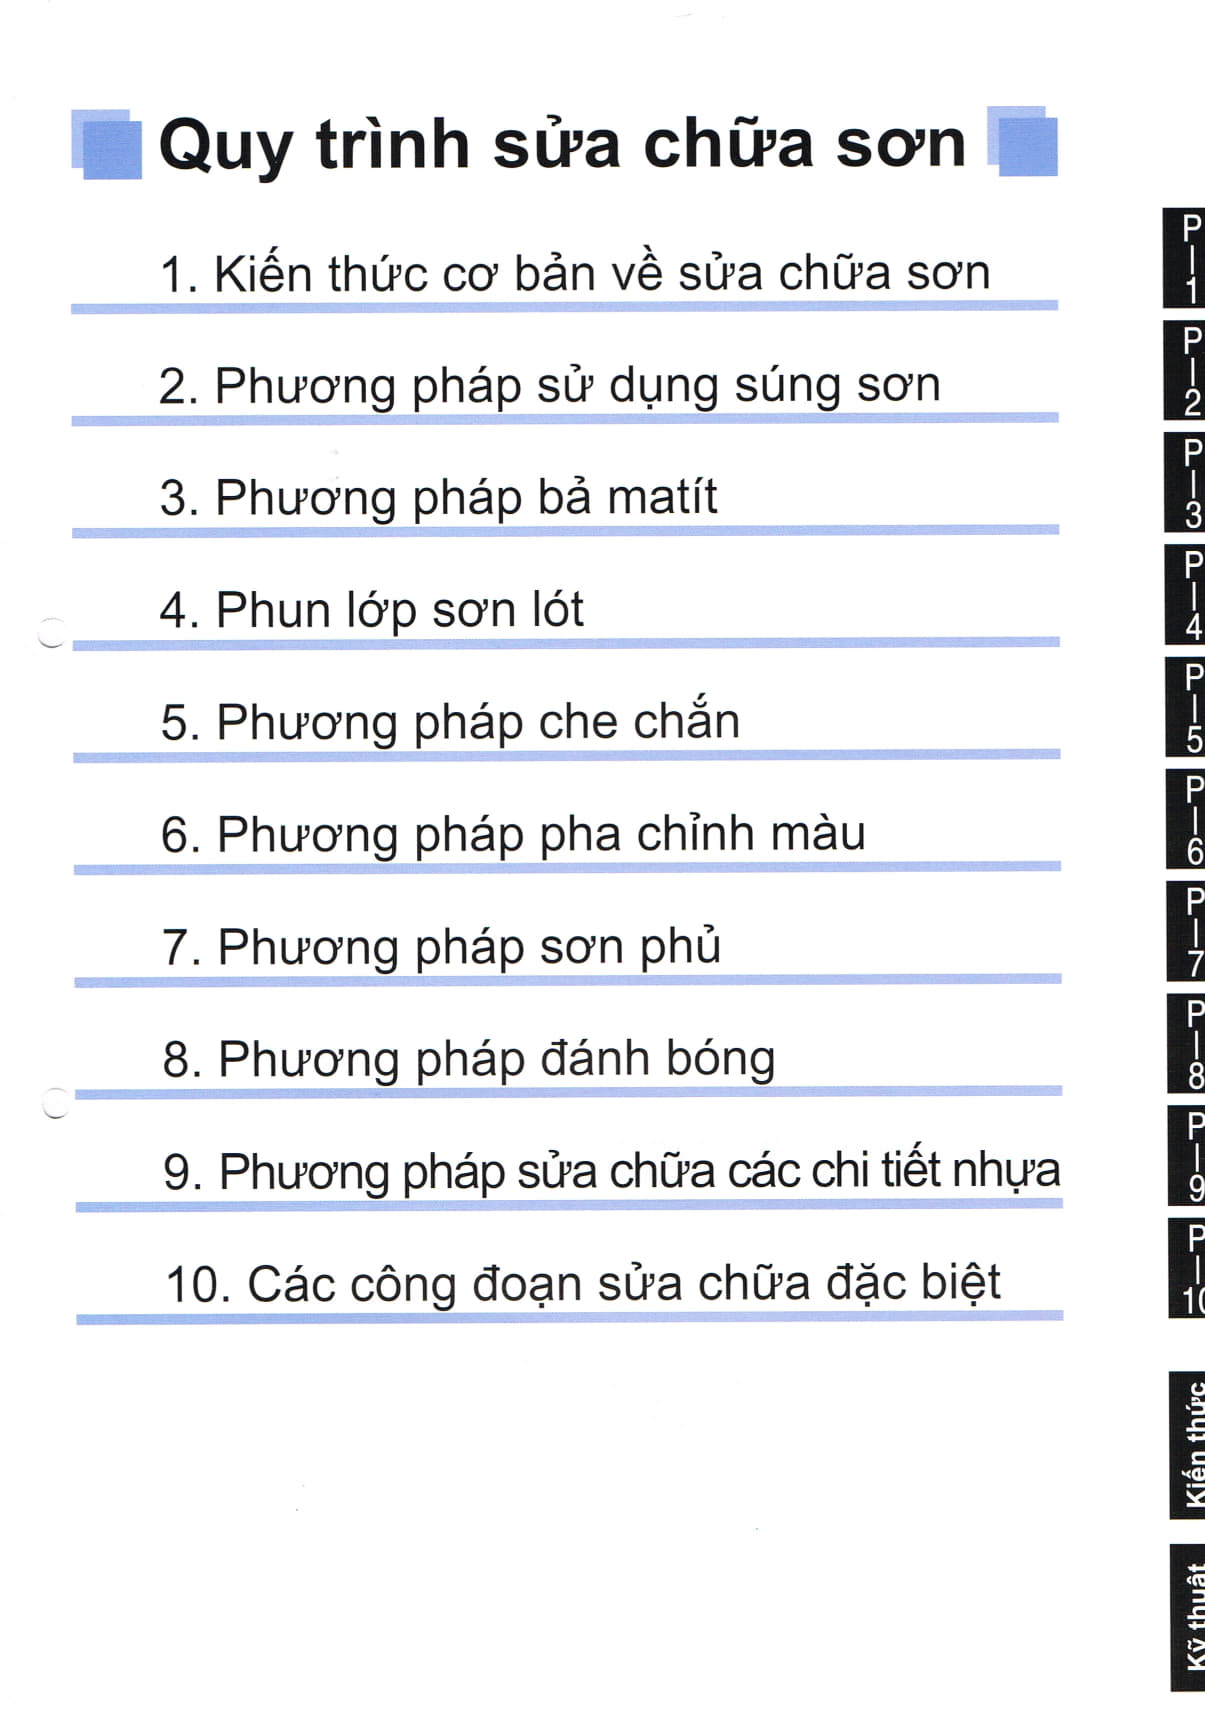 Quy trình sửa chữa sơn
1. Kiến thức cơ bản về sửa chữa sơn
2. Phương pháp sử dụng súng sơn
3. Phương pháp bả matít
4. Phun lớp sơn lót
5. Phương pháp che chắn
6. Phương pháp pha chỉnh màu
7. Phương pháp sơn phủ
8. Phương pháp đánh bóng
9. Phương pháp sửa chữa các chi tiết nhựa
10. Các công đoạn sửa chữa đặc biệt
P-1
P-2
P-3
P-4
P-5
P-6
P-7
P-8
P-9
P-10
Kiến thức
Kỹ thuật